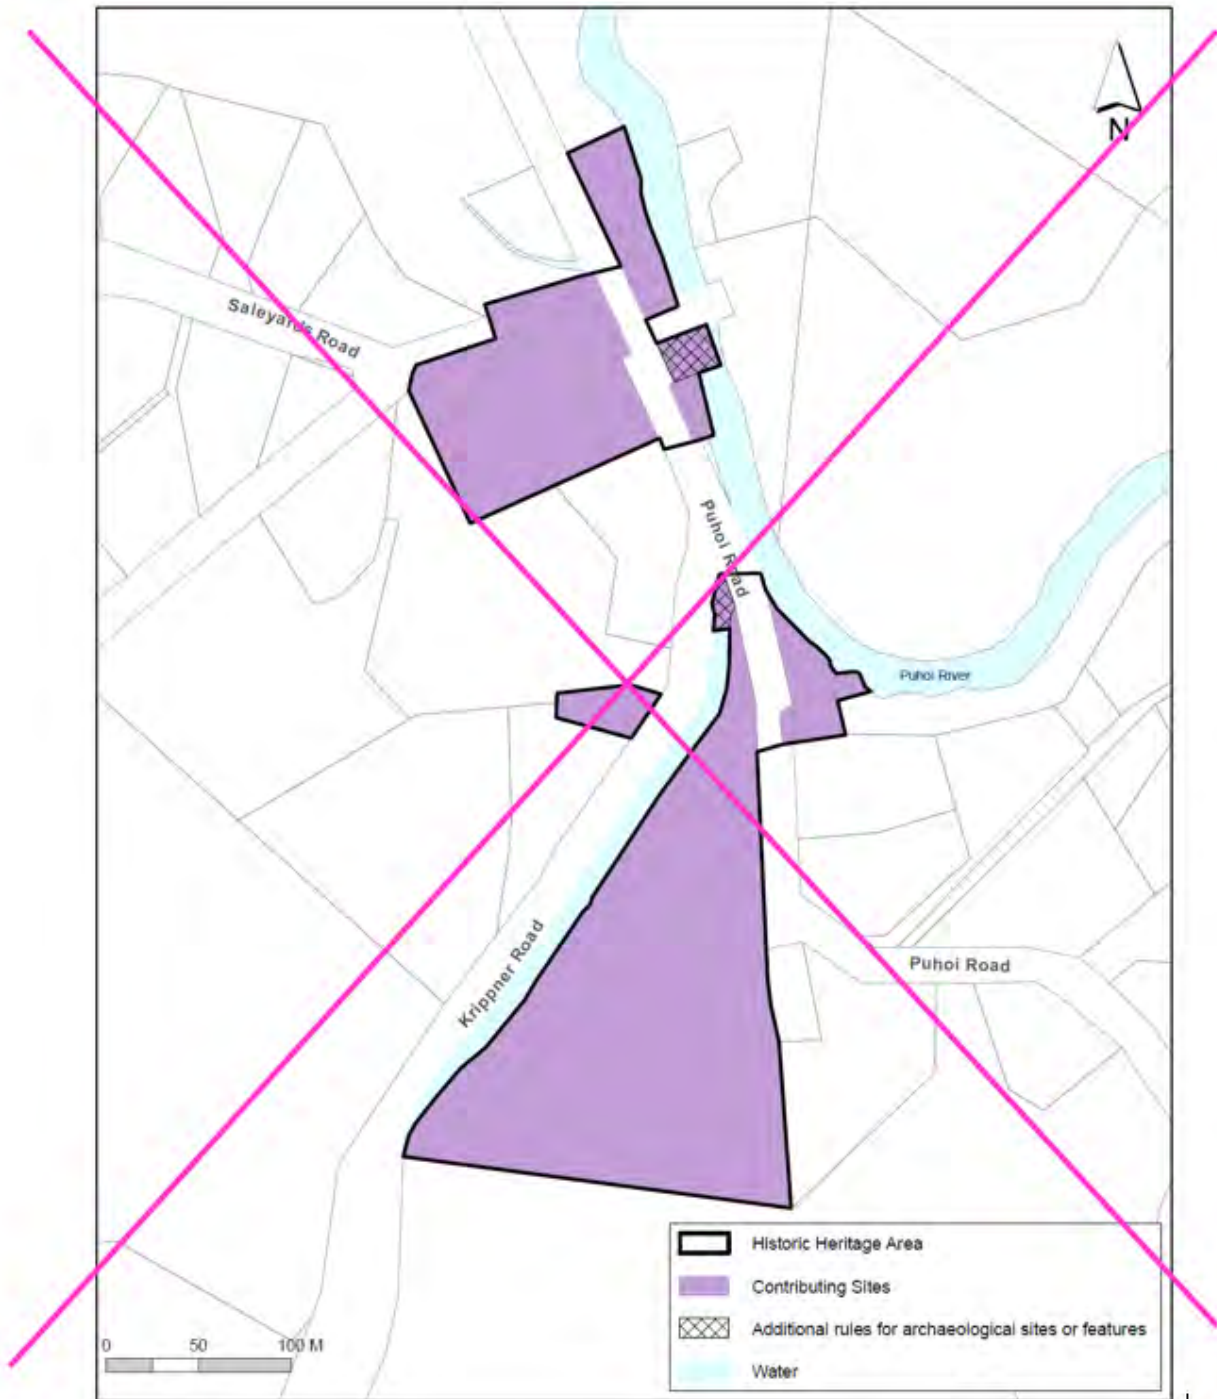 N
Saleyards Road
Puhoi Road
Puhoi River
Krippner Road
Puhoi Road
Historic Heritage Area
Contributing Sites
Additional rules for archaeological sites or features
Water
0 50 100 M